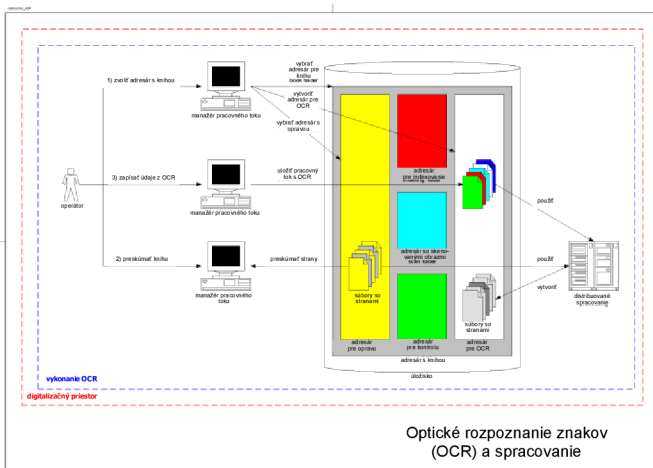 1) zvoliť adresár s knihou
manažér pracovného toku
vybrať
adresár pre
knihu
vytvoriť
adresár pre
OCR
vybrať adresár s
opravou
3) zapísať údaje z OCR
manažér pracovného toku
uložiť pracovný
tok s OCR
operátor
2) preskúmať knihu
manažér pracovného
toku
preskúmať strany
adresár
pre indexovanie
adresár so skeno-
vanými obrazmi
súbory so
stranami
súbory so
stranami
adresár
pre opravu
adresár
pre kontrolu
adresár
pre OCR
adresár s knihou
úložisko
použiť
použiť
vytvoriť
distribuované
spracovanie
vykonanie OCR
digitalizačný priestor
Optické rozpoznanie znakov
(OCR) a spracovanie